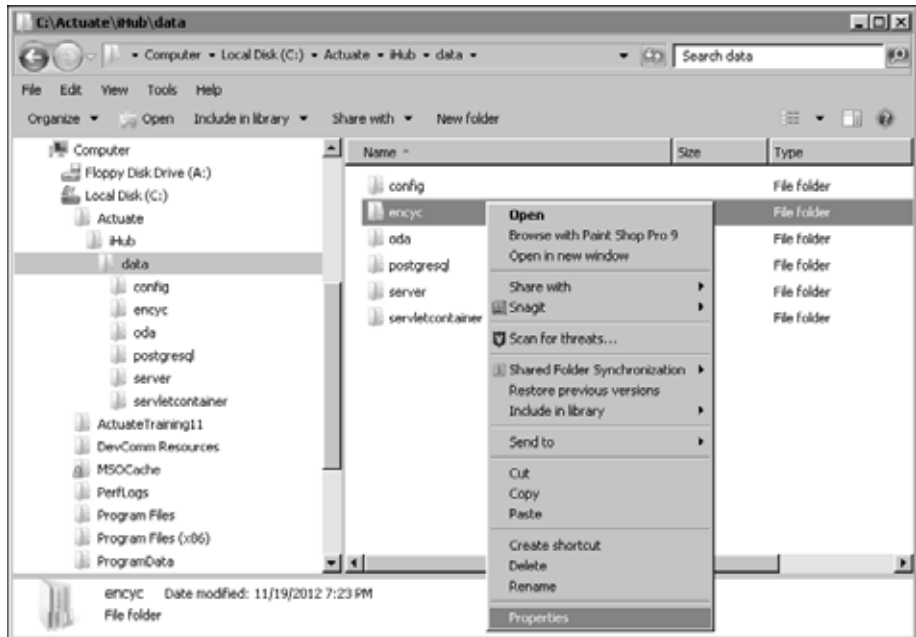 C:\Actuate\iHub\data
Computer Local Disk (C:) Actuate iHub data
Search data
File Edit View Tools Help
Organize Open Include in library Share with New folder
Computer
Floppy Disk Drive (A:)
Local Disk (C:)
Actuate
iHub
data
config
encyc
oda
postgresql
server
servletcontainer
ActuateTraining11
DevComm Resources
MSOCache
PerfLogs
Program Files
Program Files (x86)
ProgramData
Name Size Type
config File folder
encyc File folder
oda File folder
postgresql File folder
server File folder
servletcontainer File folder
Open
Browse with Paint Shop Pro 9
Open in new window
Share with
Snagit
Scan for threats...
Shared Folder Synchronization
Restore previous versions
Include in library
Send to
Cut
Copy
Paste
Create shortcut
Delete
Rename
Properties
encyc Date modified: 11/19/2012 7:23 PM
File folder